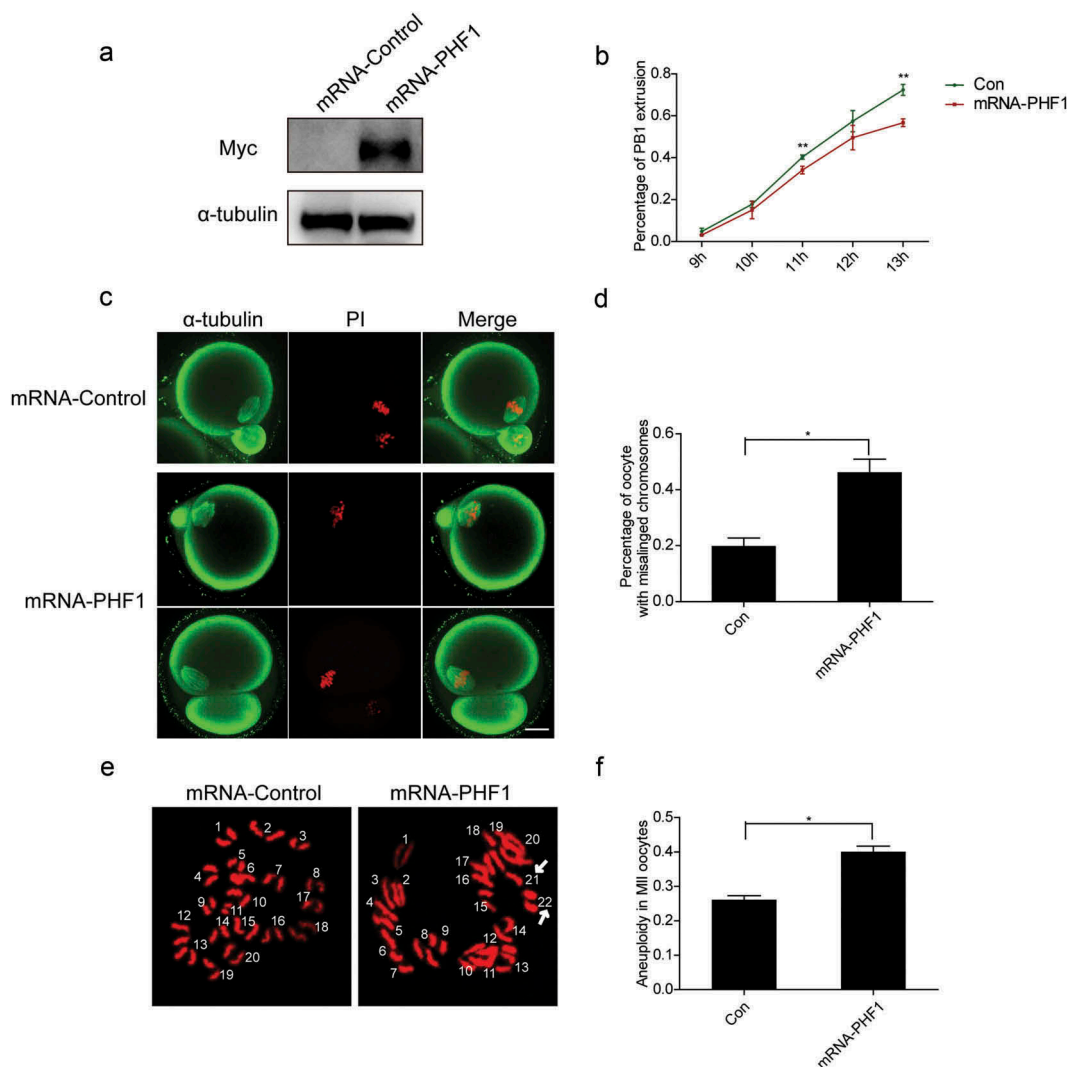 a
mRNA-Control
mRNA-PHF1
Myc
α-tubulin
b
Percentage of PB1 extrusion
0.8
0.6
0.4
0.2
0.0
**
**
9h
10h
11h
12h
13h
Con
mRNA-PHF1
c
α-tubulin
PI
Merge
mRNA-Control
mRNA-PHF1
d
Percentage of oocyte
with misalinged chromosomes
0.6
0.4
0.2
0.0
*
Con
mRNA-PHF1
e
mRNA-Control
1
2
3
5
4
6
7
8
9
10
11
17
12
14
15
16
18
13
20
19
mRNA-PHF1
1
18
19
20
17
3
2
16
21
4
15
22
5
8
9
12
14
6
7
10
11
13
f
Aneuploidy in MII oocytes
0.5
0.4
0.3
0.2
0.1
0.0
*
Con
mRNA-PHF1